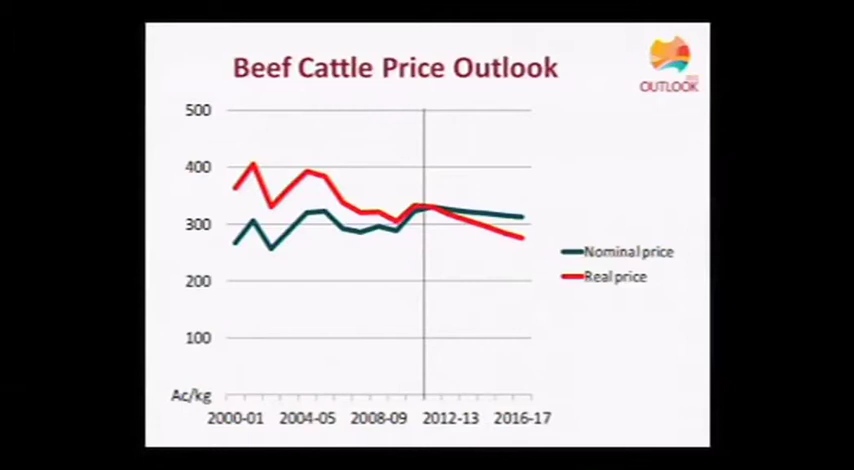 Beef Cattle Price Outlook
OUTLOOK
500
400
300
200
100
Ac/kg
2000-01 2004-05 2008-09 2012-13 2016-17
Nominal price
Real price